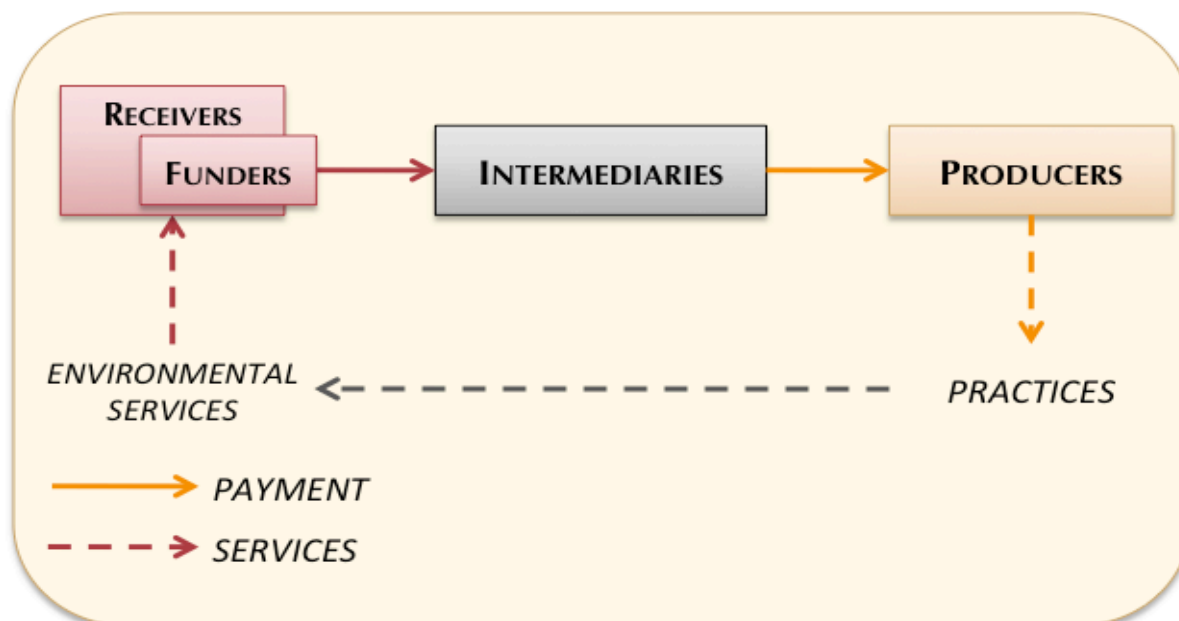 RECEIVERS
FUNDERS
INTERMEDIARIES
PRODUCERS
ENVIRONMENTAL
SERVICES
PRACTICES
PAYMENT
SERVICES